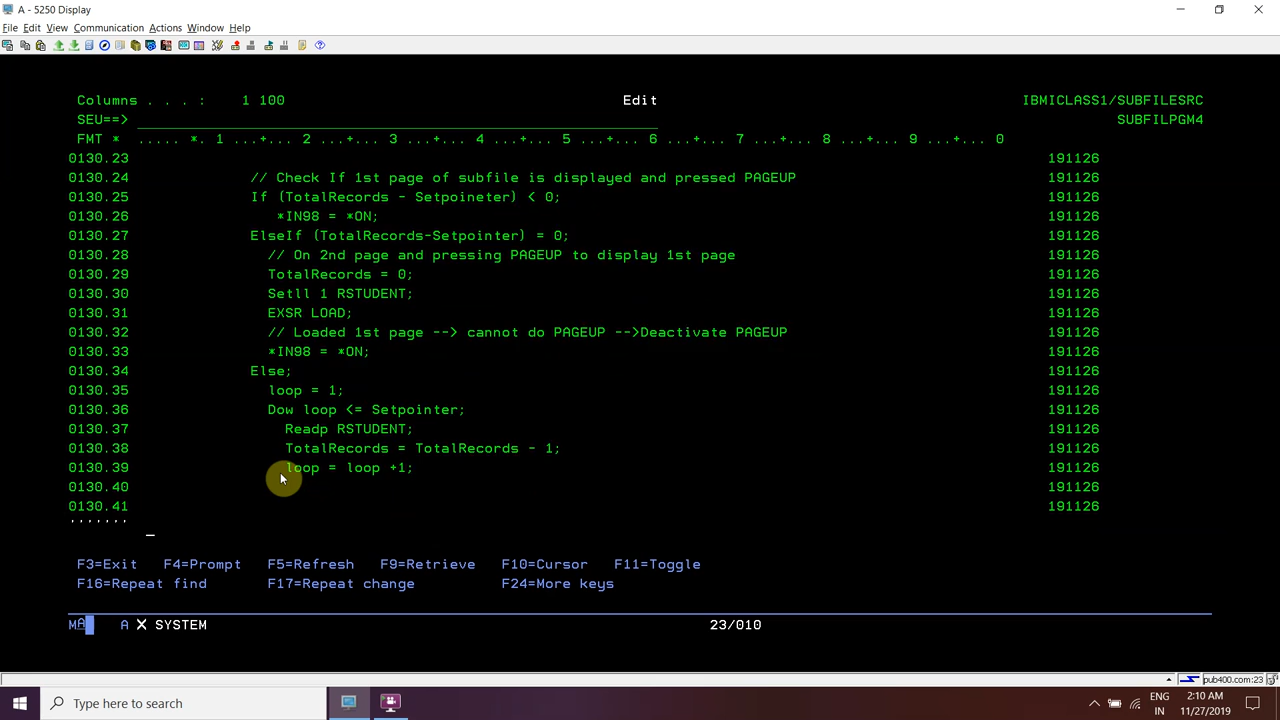 A - 5250 Display
File Edit View Communication Actions Window Help
Columns . . . : 1 100 Edit IBMICLASS1/SUBFILESRC
SEU==> SUBFILPGM4
FMT * ..... *. 1 ...+... 2 ...+... 3 ...+... 4 ...+... 5 ...+... 6 ...+... 7 ...+... 8 ...+... 9 ...+... 0
0130.23 191126
0130.24 // Check If 1st page of subfile is displayed and pressed PAGEUP 191126
0130.25 If (TotalRecords - Setpoineter) < 0; 191126
0130.26 *IN98 = *ON; 191126
0130.27 ElseIf (TotalRecords-Setpointer) = 0; 191126
0130.28 // On 2nd page and pressing PAGEUP to display 1st page 191126
0130.29 TotalRecords = 0; 191126
0130.30 Setll 1 RSTUDENT; 191126
0130.31 EXSR LOAD; 191126
0130.32 // Loaded 1st page --> cannot do PAGEUP -->Deactivate PAGEUP 191126
0130.33 *IN98 = *ON; 191126
0130.34 Else; 191126
0130.35 loop = 1; 191126
0130.36 Dow loop <= Setpointer; 191126
0130.37 Readp RSTUDENT; 191126
0130.38 TotalRecords = TotalRecords - 1; 191126
0130.39 loop = loop +1; 191126
0130.40 191126
0130.41 191126
'''''''
F3=Exit F4=Prompt F5=Refresh F9=Retrieve F10=Cursor F11=Toggle
F16=Repeat find F17=Repeat change F24=More keys
MA A X SYSTEM 23/010
pub400.com:23
Type here to search
ENG 2:10 AM
IN 11/27/2019